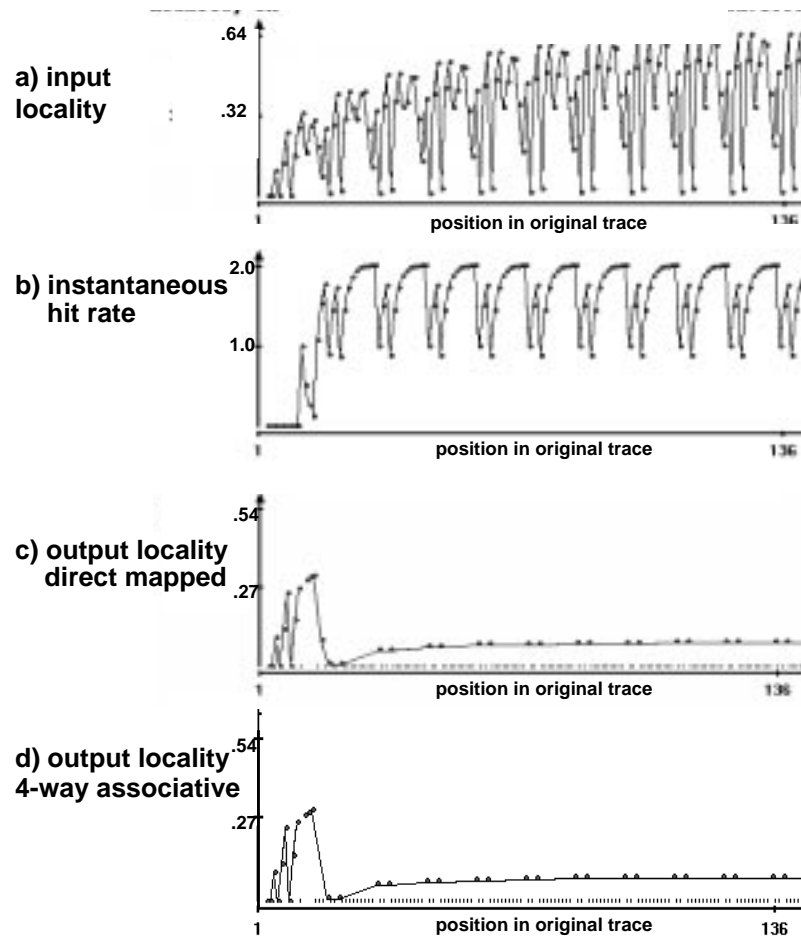 .64
a) input
locality
.32
1
position in original trace
136
2.0
b) instantaneous
hit rate
1.0
1
position in original trace
136
.54
c) output locality
direct mapped
.27
1
position in original trace
136
.54
d) output locality
4-way associative
.27
1
position in original trace
136